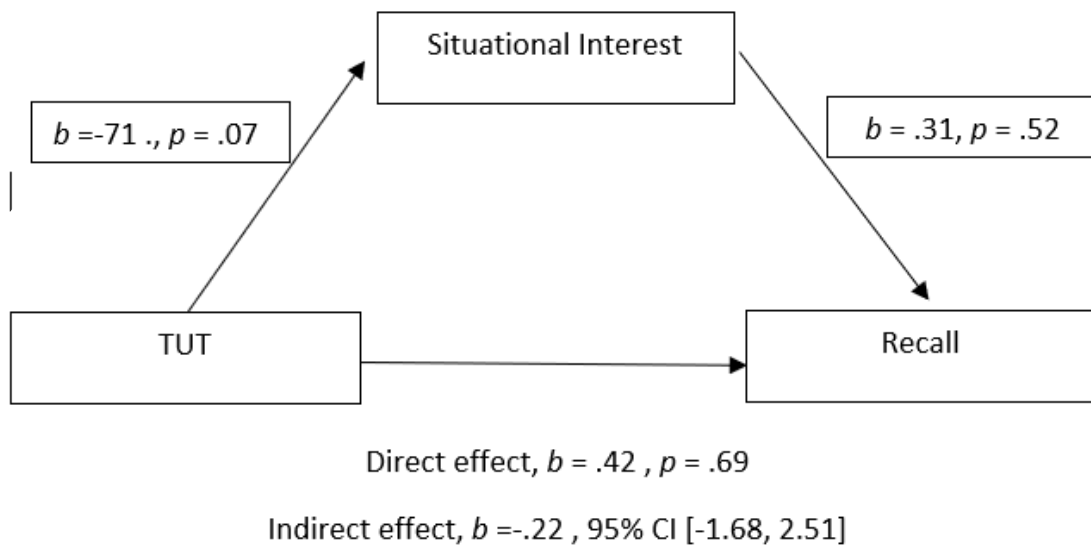 Situational Interest
b =-71 ., p = .07
b = .31, p = .52
TUT
Recall
Direct effect, b = .42 , p = .69
Indirect effect, b =-.22 , 95% CI [-1.68, 2.51]